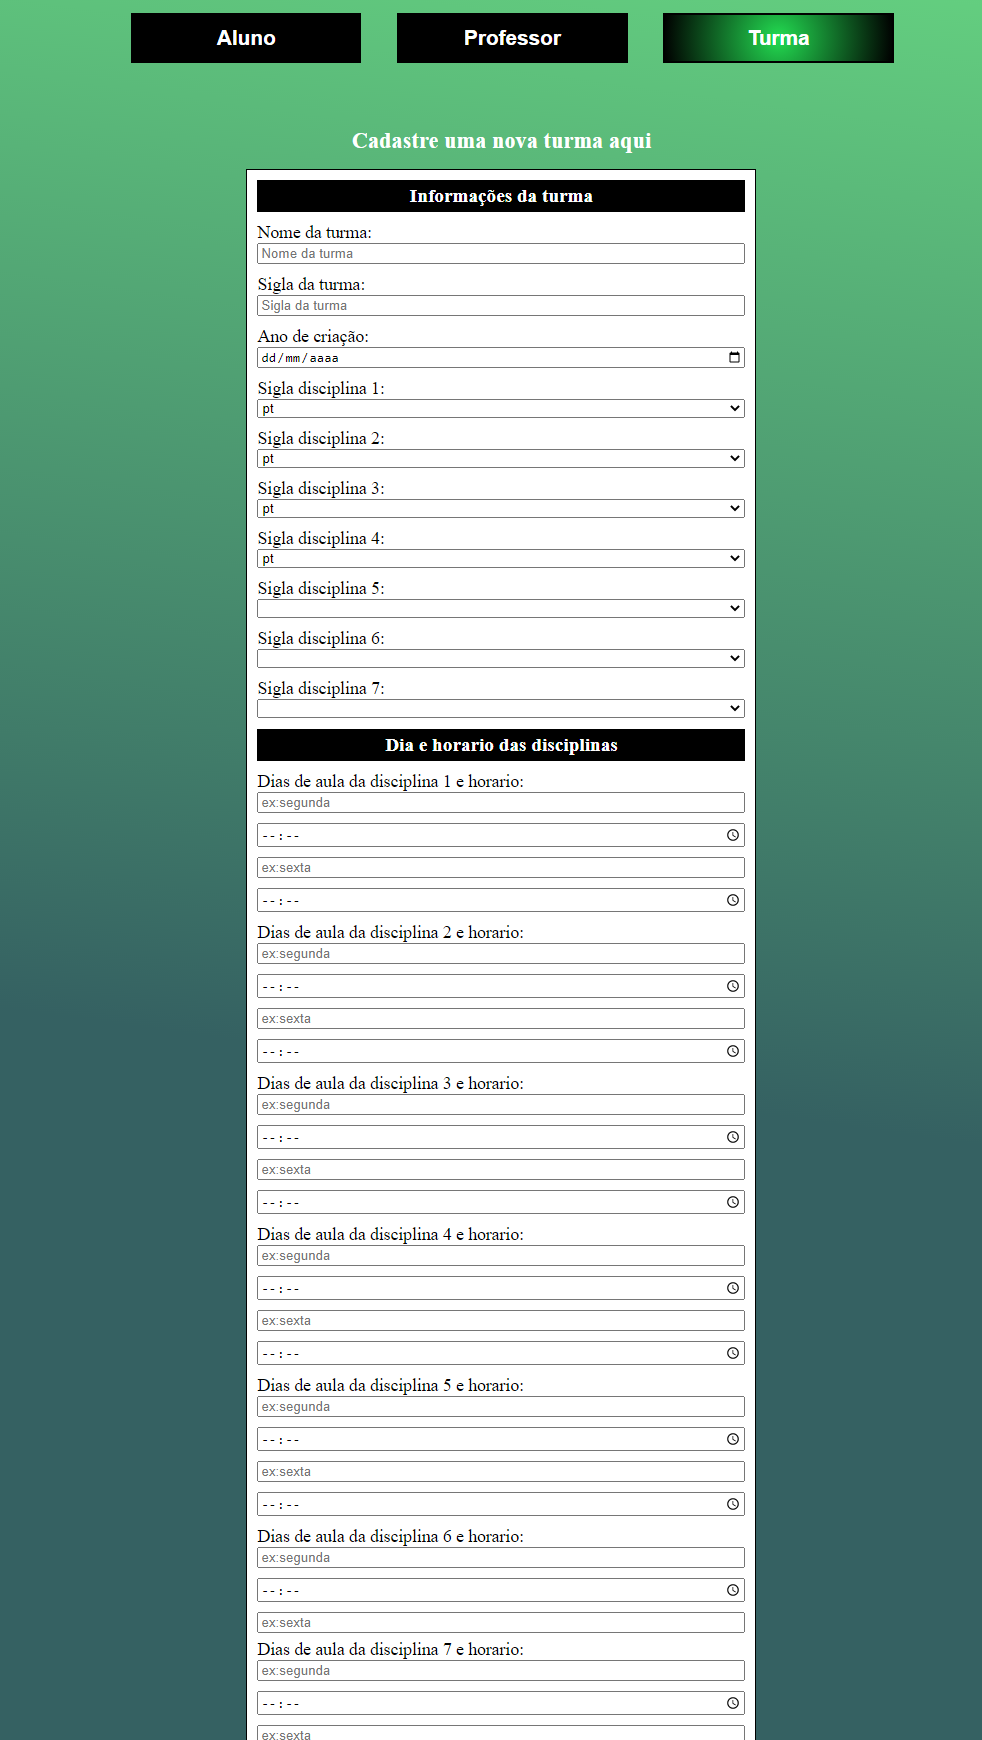 Aluno Professor Turma
Cadastre uma nova turma aqui
Informações da turma
Nome da turma:
Nome da turma
Sigla da turma:
Sigla da turma
Ano de criação:
dd/mm/aaaa
Sigla disciplina 1:
pt
Sigla disciplina 2:
pt
Sigla disciplina 3:
pt
Sigla disciplina 4:
pt
Sigla disciplina 5:
Sigla disciplina 6:
Sigla disciplina 7:
Dia e horario das disciplinas
Dias de aula da disciplina 1 e horario:
ex:segunda
--:--
ex:sexta
--:--
Dias de aula da disciplina 2 e horario:
ex:segunda
--:--
ex:sexta
--:--
Dias de aula da disciplina 3 e horario:
ex:segunda
--:--
ex:sexta
--:--
Dias de aula da disciplina 4 e horario:
ex:segunda
--:--
ex:sexta
--:--
Dias de aula da disciplina 5 e horario:
ex:segunda
--:--
ex:sexta
--:--
Dias de aula da disciplina 6 e horario:
ex:segunda
--:--
ex:sexta
Dias de aula da disciplina 7 e horario:
ex:segunda
--:--
ex:sexta